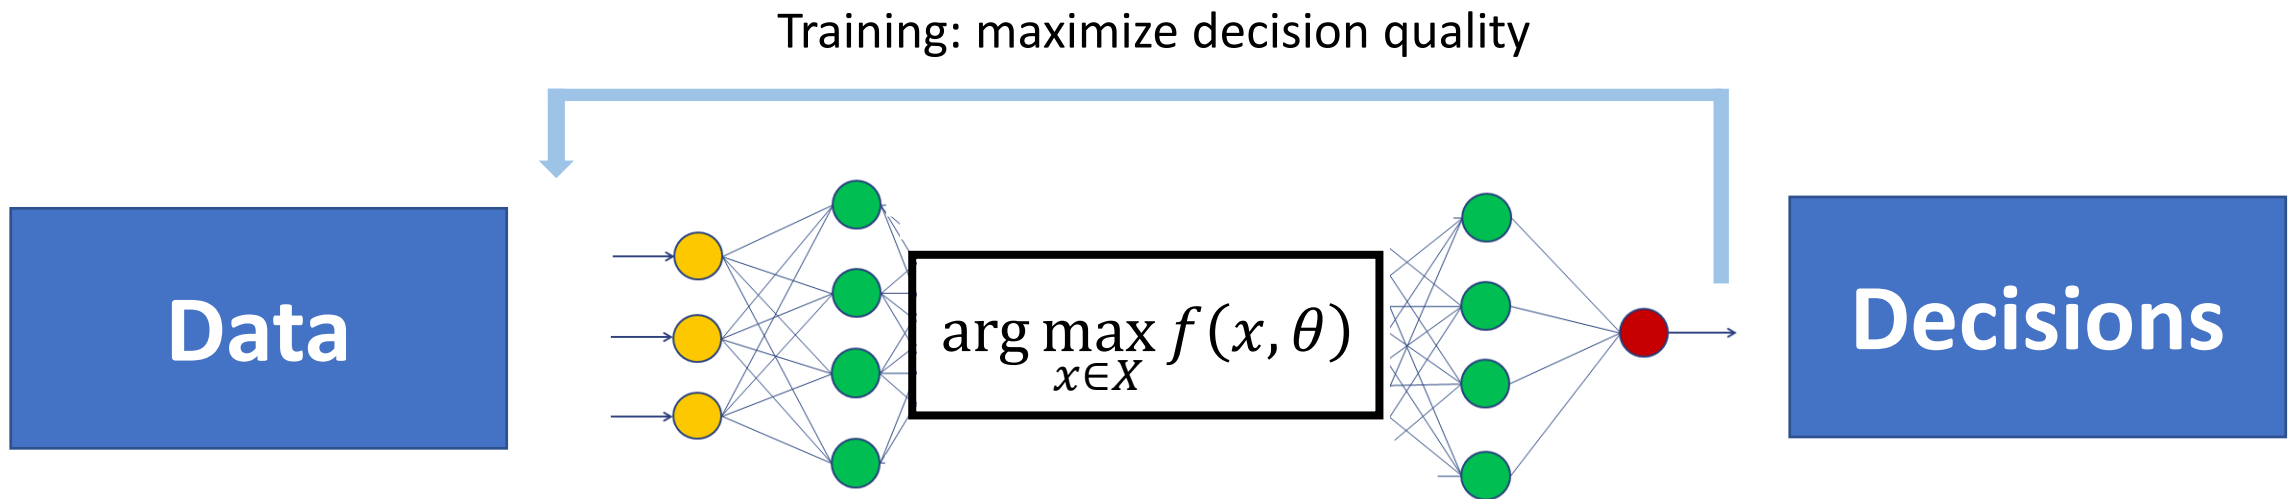 Training: maximize decision quality
Data
arg max f(x, θ)
x∈X
Decisions